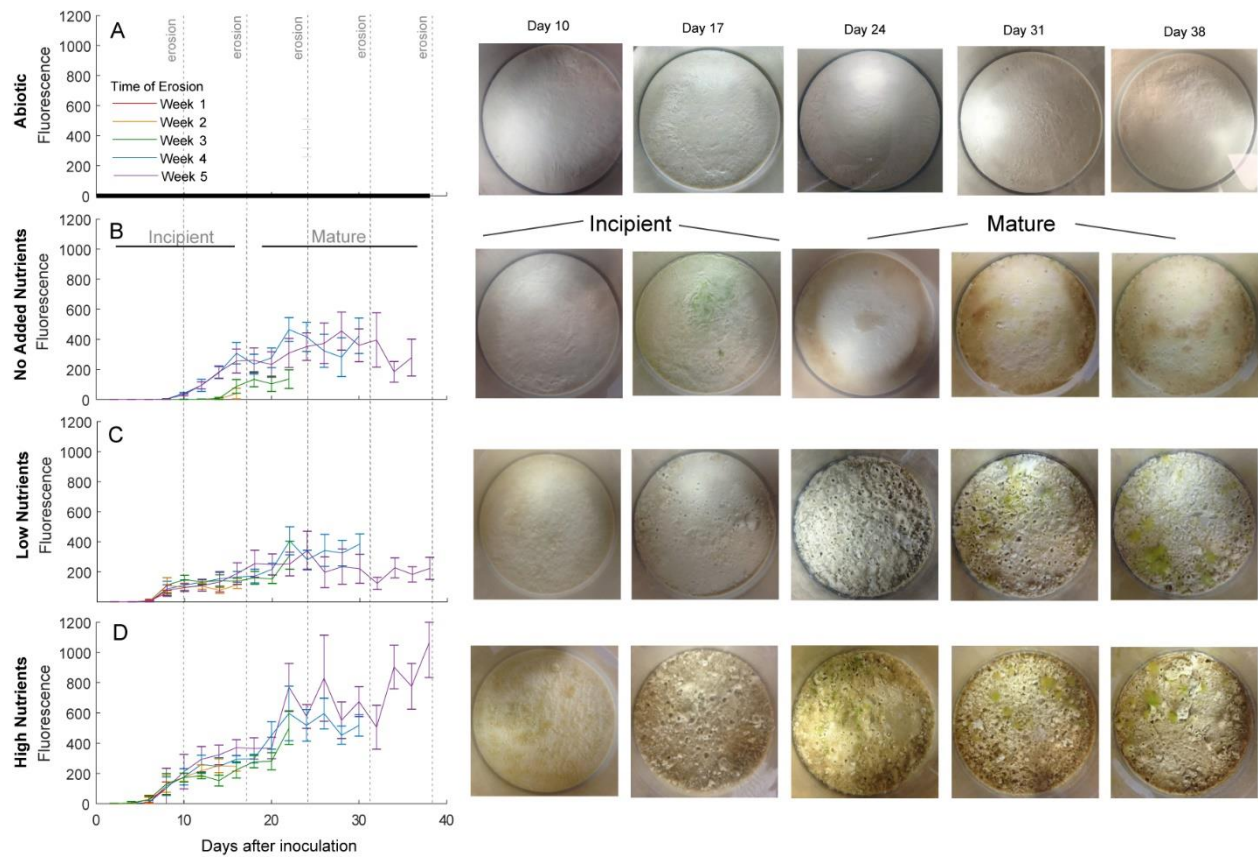 A
Abiotic
Fluorescence
1200
1000
800
600
400
200
0
erosion
erosion
erosion
erosion
erosion
Time of Erosion
Week 1
Week 2
Week 3
Week 4
Week 5
Day 10
Day 17
Day 24
Day 31
Day 38
B
No Added Nutrients
Fluorescence
1200
1000
800
600
400
200
0
Incipient
Mature
Incipient
Mature
C
Low Nutrients
Fluorescence
1200
1000
800
600
400
200
D
High Nutrients
Fluorescence
1200
1000
800
600
400
200
0
0
10
20
30
40
Days after inoculation